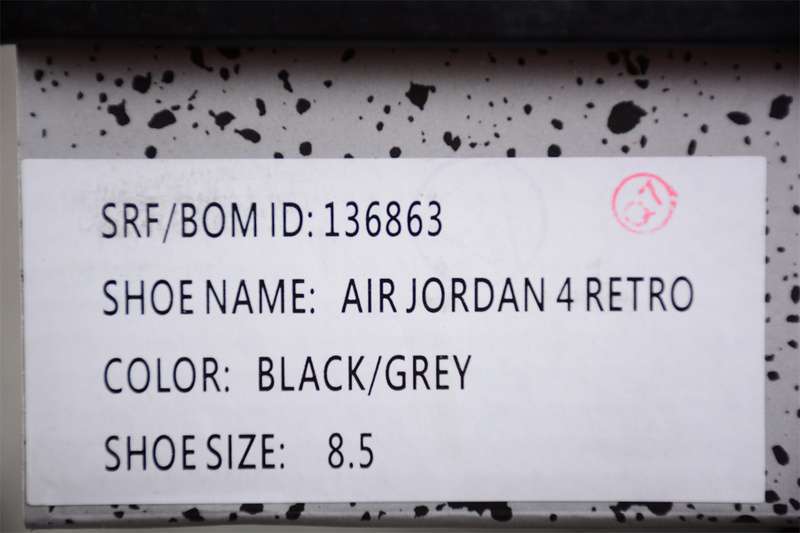 SRF/BOM ID: 136863
SHOE NAME: AIR JORDAN 4 RETRO
COLOR: BLACK/GREY
SHOE SIZE: 8.5